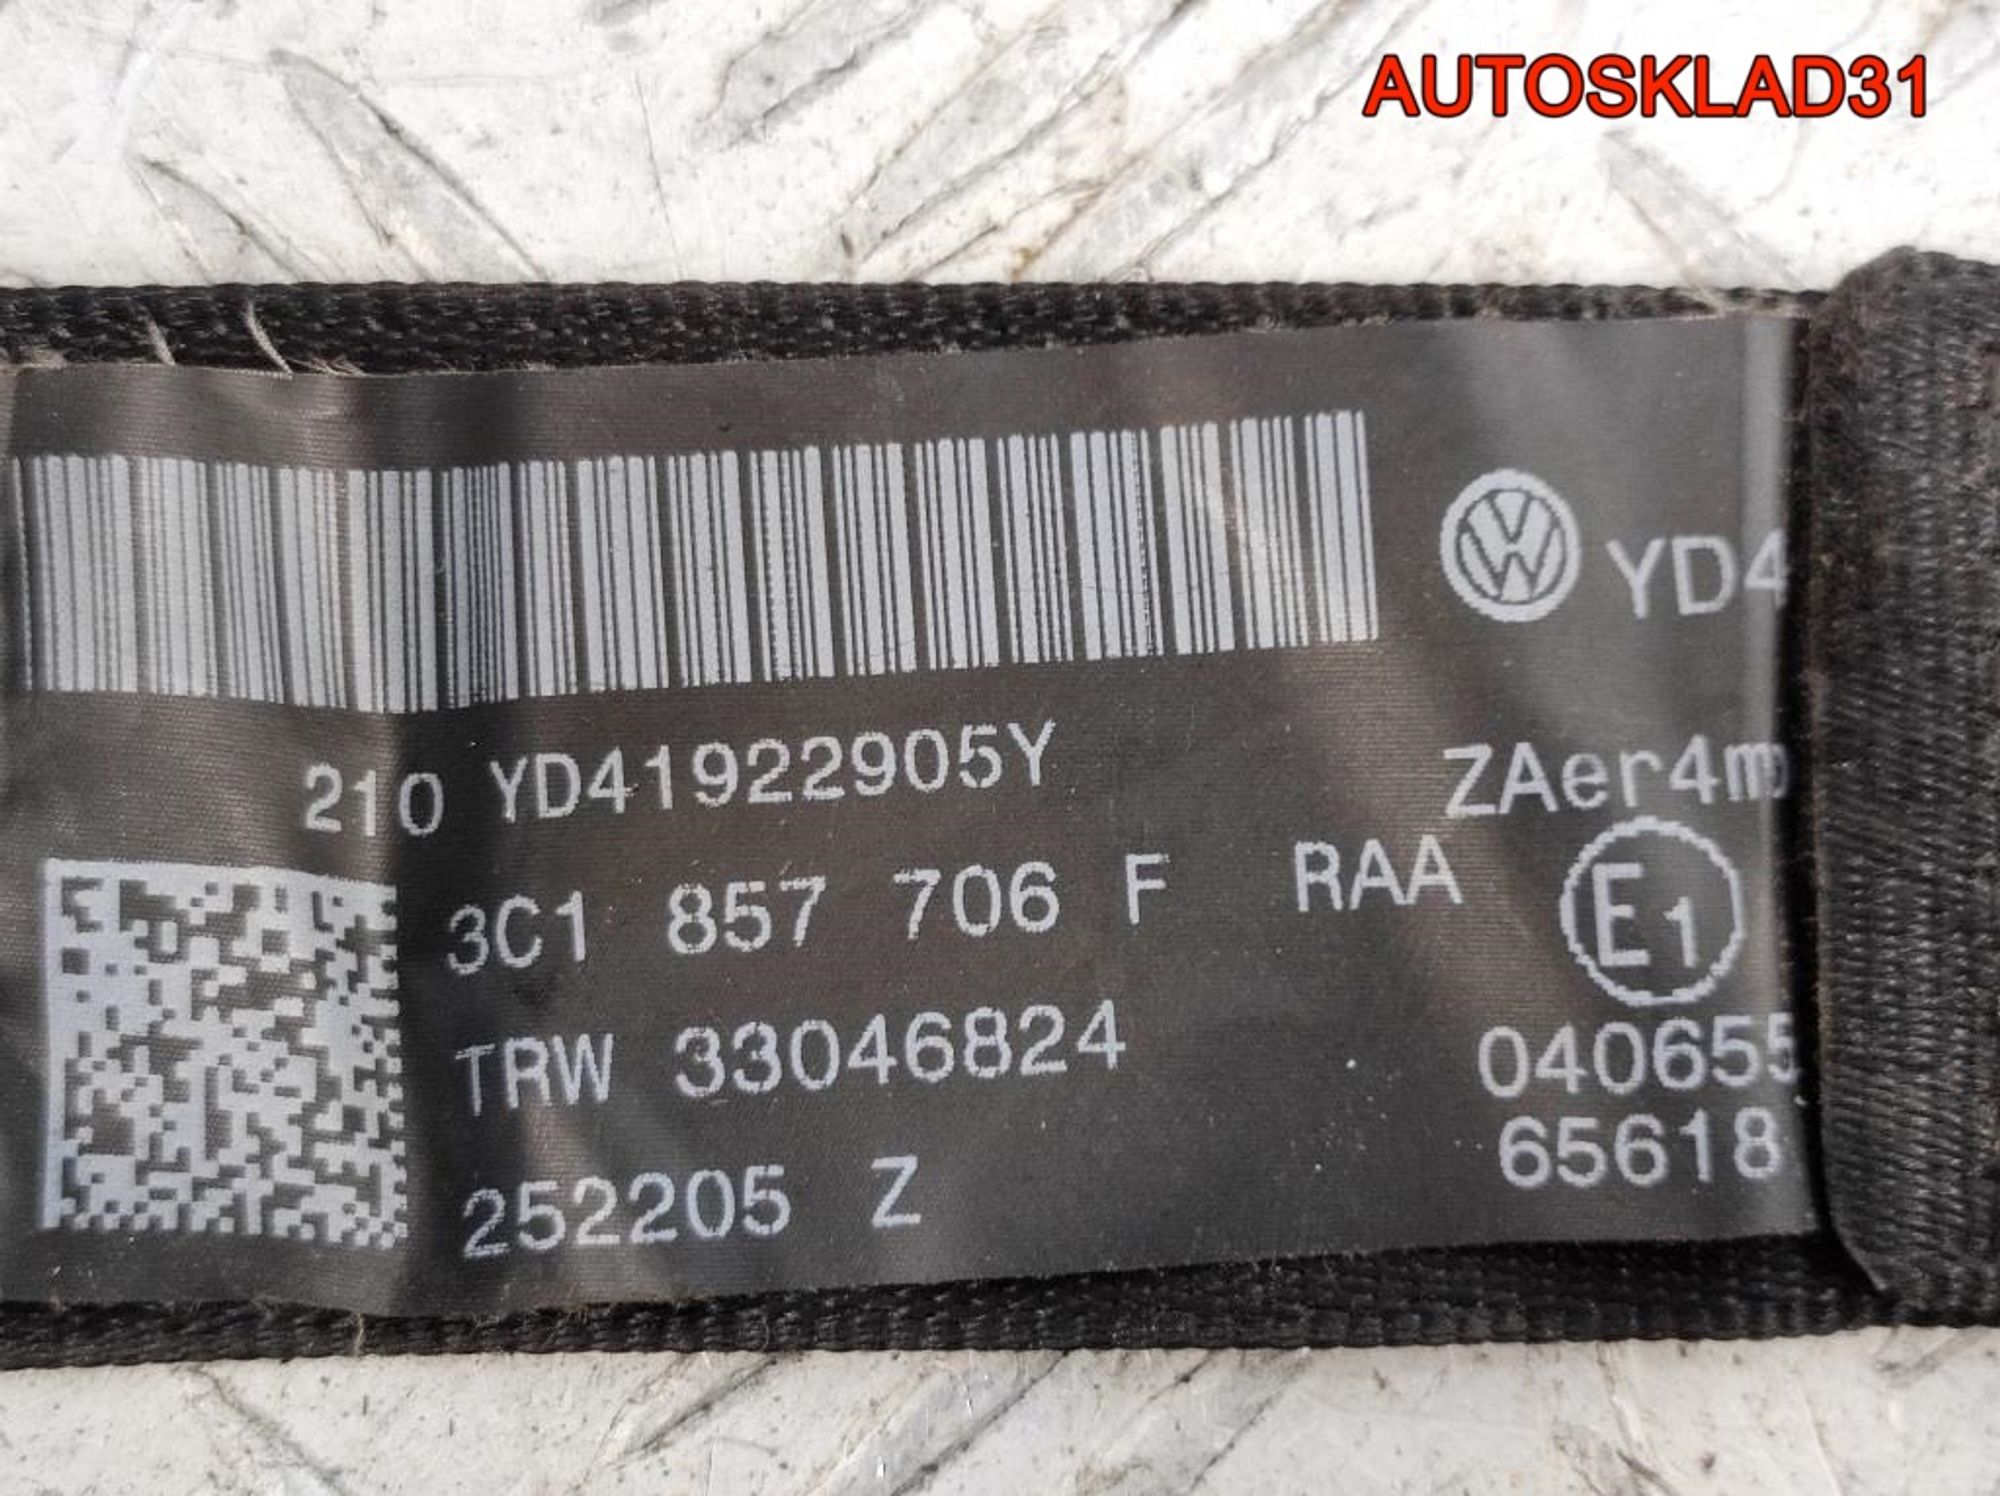 AUTOSKLAD31
YD4
210 YD41922905Y
ZAer4m
3C1 857 706 F RAA
E1
TRW 33046824
040655
252205 Z
65618